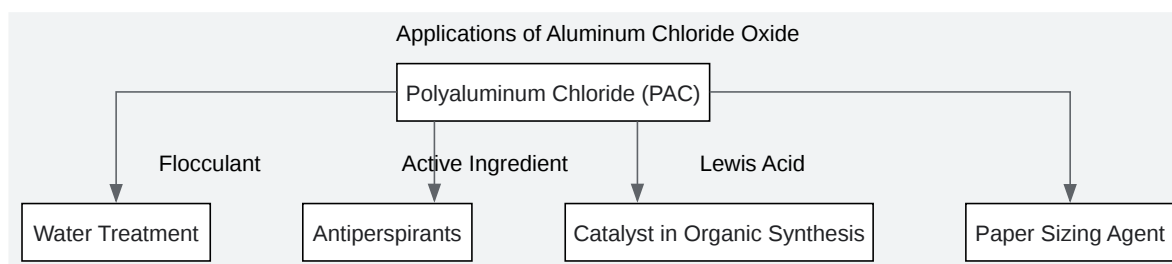 Applications of Aluminum Chloride Oxide
Polyaluminum Chloride (PAC)
Flocculant
Active Ingredient
Lewis Acid
Water Treatment
Antiperspirants
Catalyst in Organic Synthesis
Paper Sizing Agent